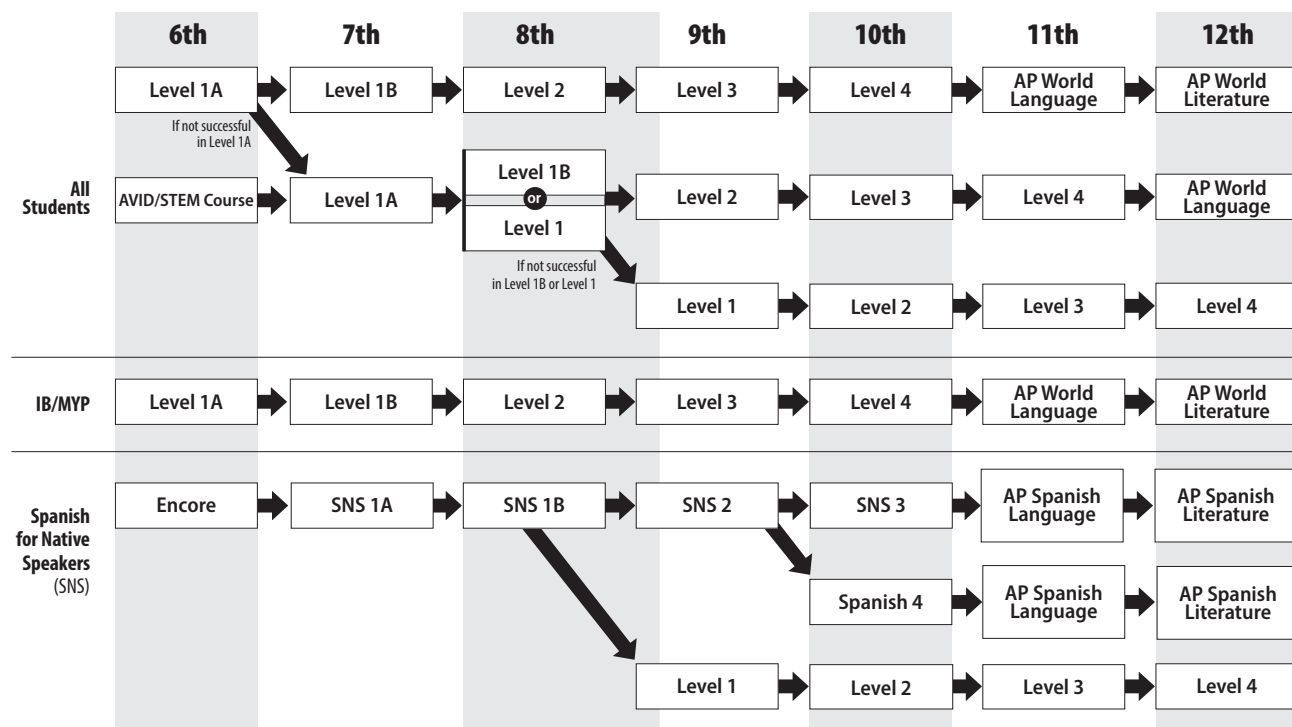 6th 7th 8th 9th 10th 11th 12th
Level 1A Level 1B Level 2 Level 3 Level 4 AP World
Language AP World
Literature
If not successful
in Level 1A
All
Students
AVID/STEM Course Level 1A Level 1B
or
Level 1
Level 2 Level 3 Level 4 AP World
Language
If not successful
in Level 1B or Level 1
Level 1 Level 2 Level 3 Level 4
IB/MYP
Level 1A Level 1B Level 2 Level 3 Level 4 AP World
Language AP World
Literature
Spanish
for Native
Speakers
(SNS)
Encore SNS 1A SNS 1B SNS 2 SNS 3 AP Spanish
Language AP Spanish
Literature
Spanish 4 AP Spanish
Language AP Spanish
Literature
Level 1 Level 2 Level 3 Level 4